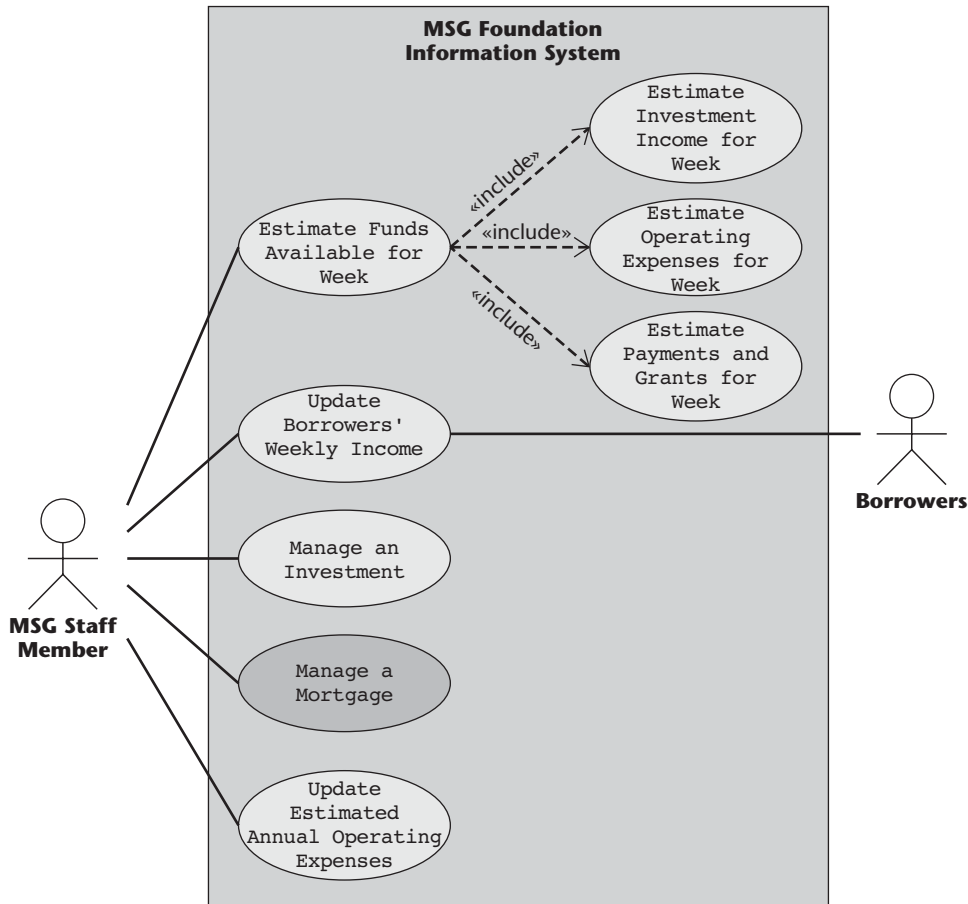 MSG Foundation
Information System
Estimate
Investment
Income for
Week
«include»
Estimate Funds
Available for
Week
«include»
Estimate
Operating
Expenses for
Week
«include»
Estimate
Payments and
Grants for
Week
Update
Borrowers'
Weekly Income
Borrowers
Manage an
Investment
MSG Staff
Member
Manage a
Mortgage
Update
Estimated
Annual Operating
Expenses